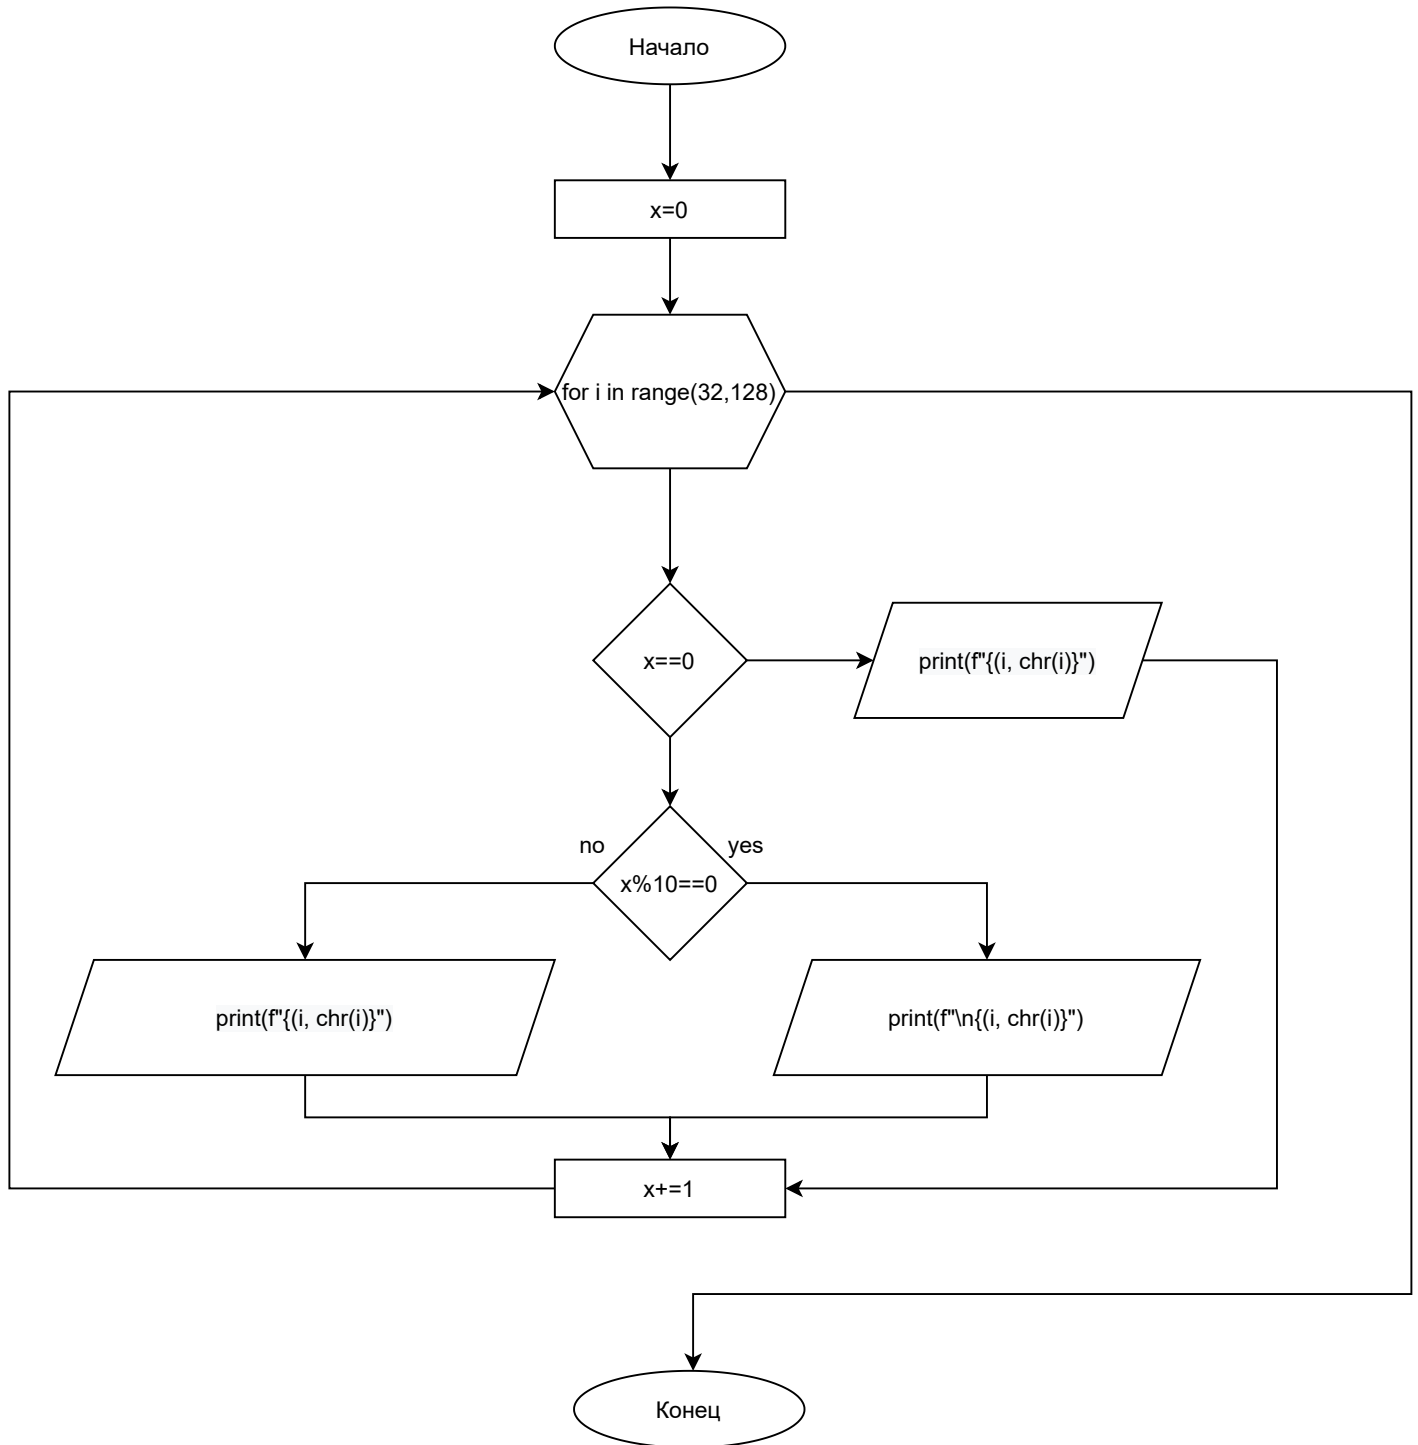 Начало
x=0
for i in range(32,128)
x==0
print(f"{(i, chr(i)}")
no
yes
x%10==0
print(f"{(i, chr(i)}")
print(f"\n{(i, chr(i)}")
x+=1
Конец